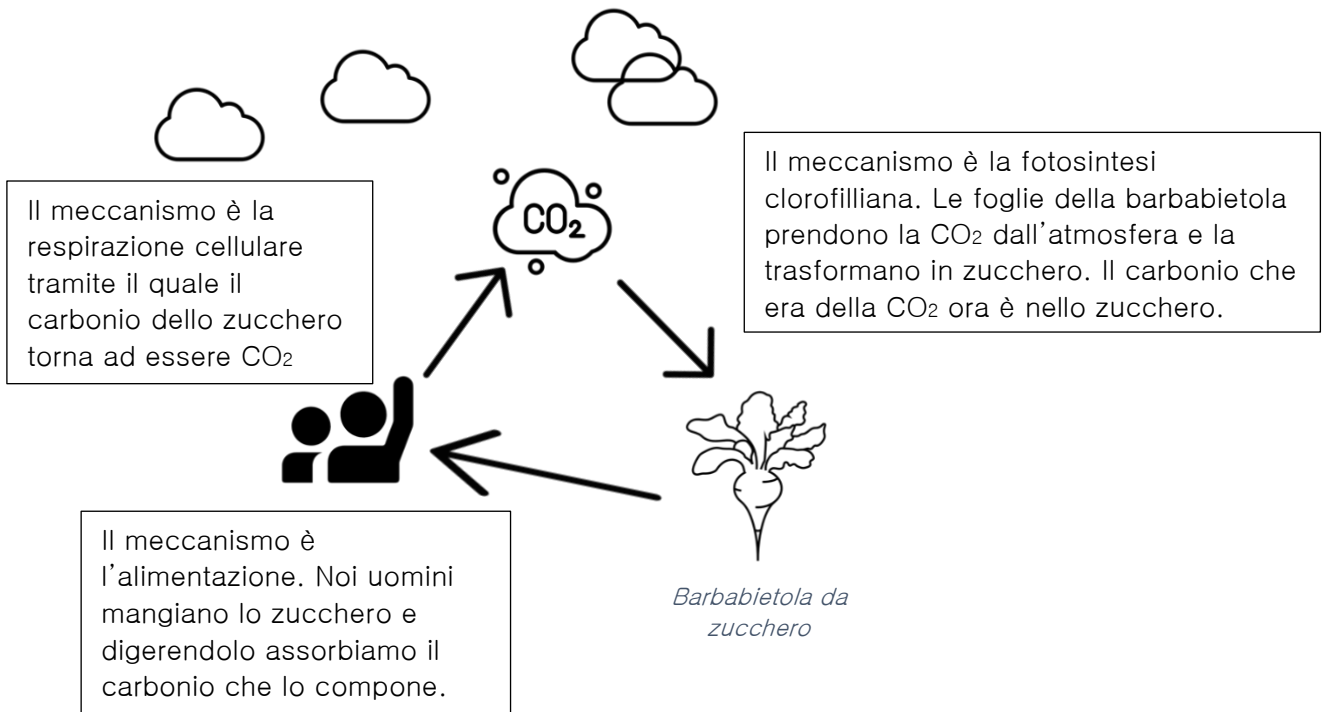 Il meccanismo è la
respirazione cellulare
tramite il quale il
carbonio dello zucchero
torna ad essere CO2
CO2
Il meccanismo è la fotosintesi
clorofilliana. Le foglie della barbabietola
prendono la CO2 dall'atmosfera e la
trasformano in zucchero. Il carbonio che
era della CO2 ora è nello zucchero.
Il meccanismo è
l'alimentazione. Noi uomini
mangiano lo zucchero e
digerendolo assorbiamo il
carbonio che lo compone.
Barbabietola da
zucchero